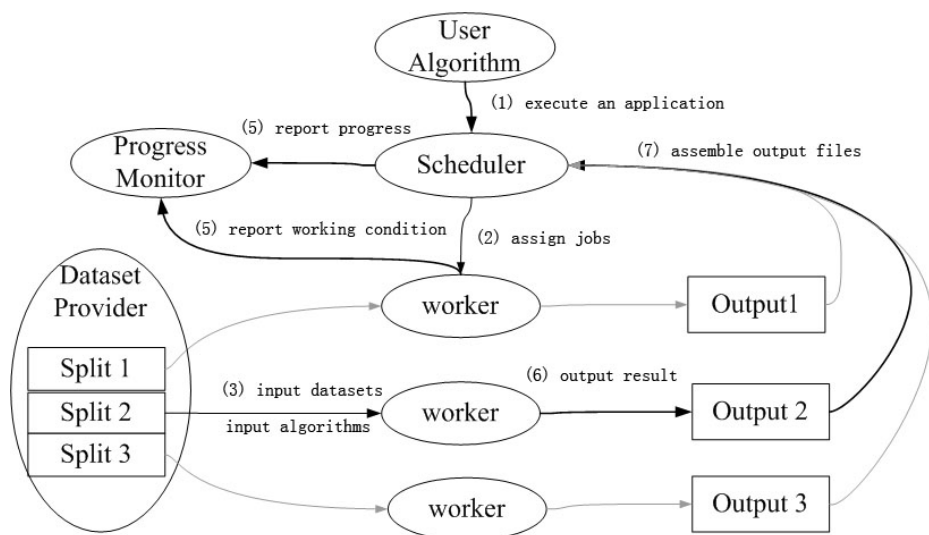 User
Algorithm
(1) execute an application
(5) report progress
Progress
Monitor
Scheduler
(7) assemble output files
(5) report working condition
(2) assign jobs
Dataset
Provider
worker
Output1
Split 1
(3) input datasets
(6) output result
Split 2
input algorithms
worker
Output 2
Split 3
worker
Output 3